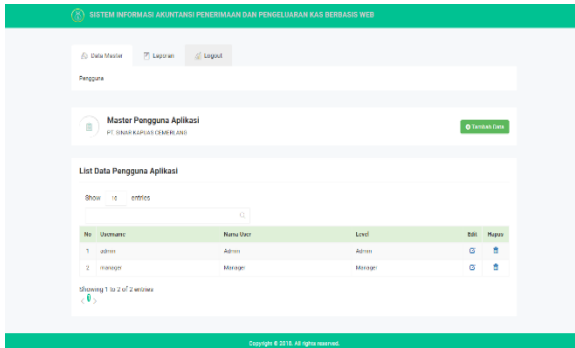 SISTEM INFORMASI AKUNTANSI PENERIMAAN DAN PENGELUARAN KAS BERBASIS WEB
Data Master Laporan Logout
Pengguna
Master Pengguna Aplikasi
PT. SINAR KAPUAS CEMERLANG
Tambah Data
List Data Pengguna Aplikasi
Show 10 entries
No Username Nama User Level Edit Hapus
1 admin Admin Admin
2 manager Manager Manager
Showing 1 to 2 of 2 entries
Copyright © 2018. All rights reserved.